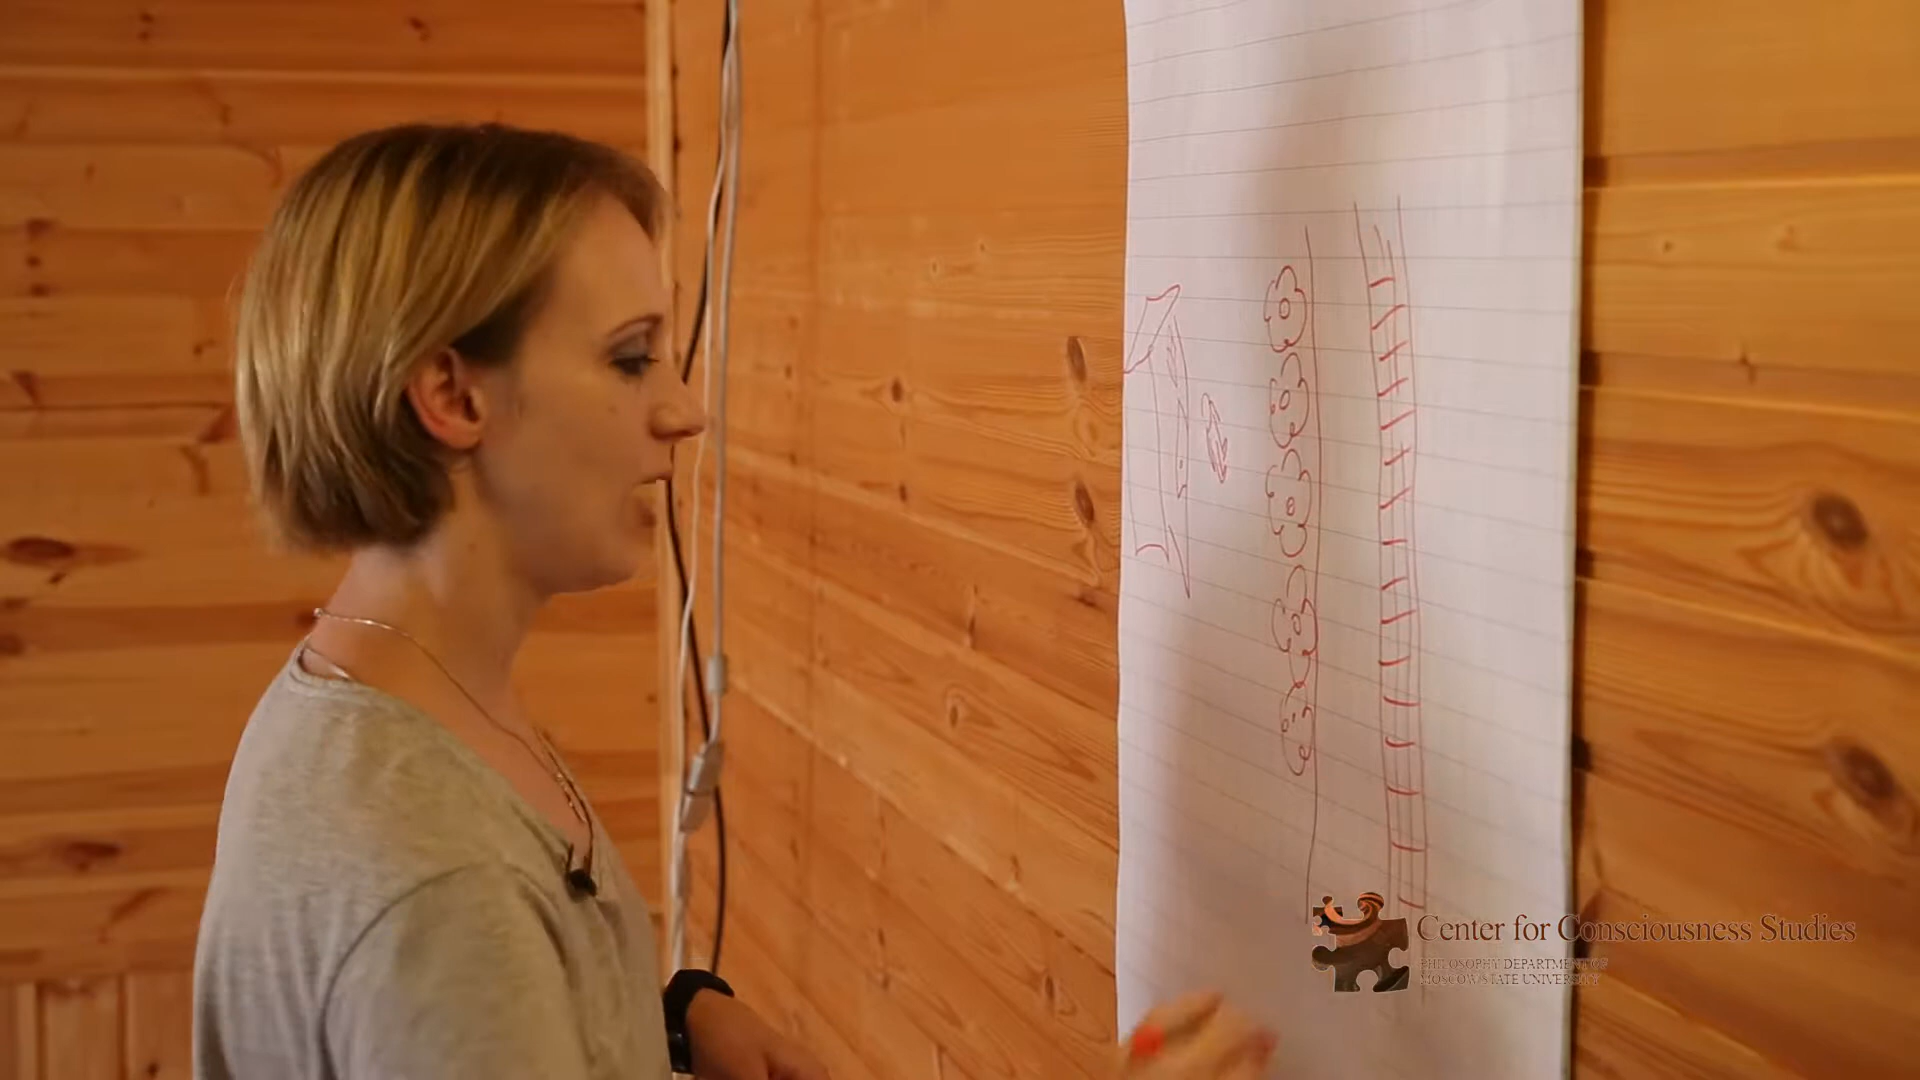 Center for Consciousness Studies
PHILOSOPHY DEPARTMENT OF
MOSCOW STATE UNIVERSITY